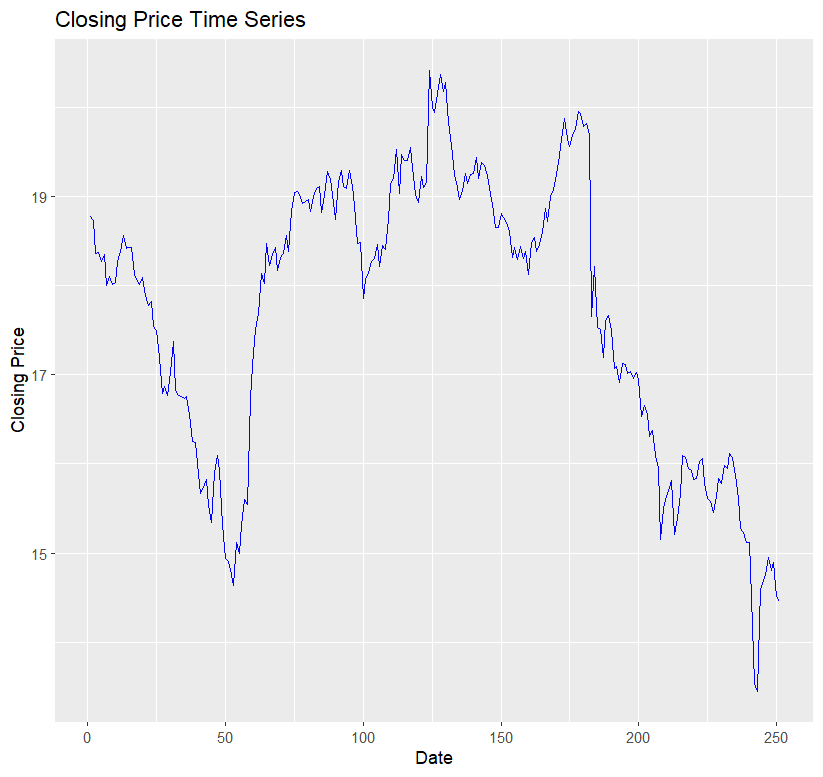 Closing Price Time Series
Closing Price
19
17
15
0 50 100 150 200 250
Date